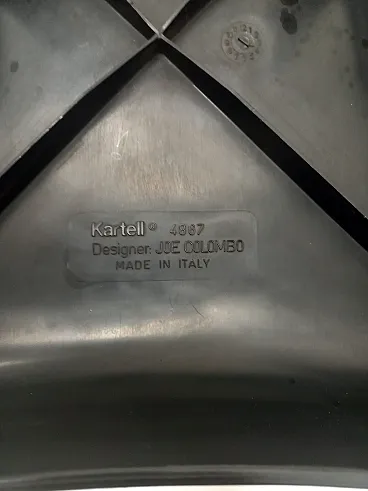 Kartell® 4867
Designer: JOE COLOMBO
MADE IN ITALY